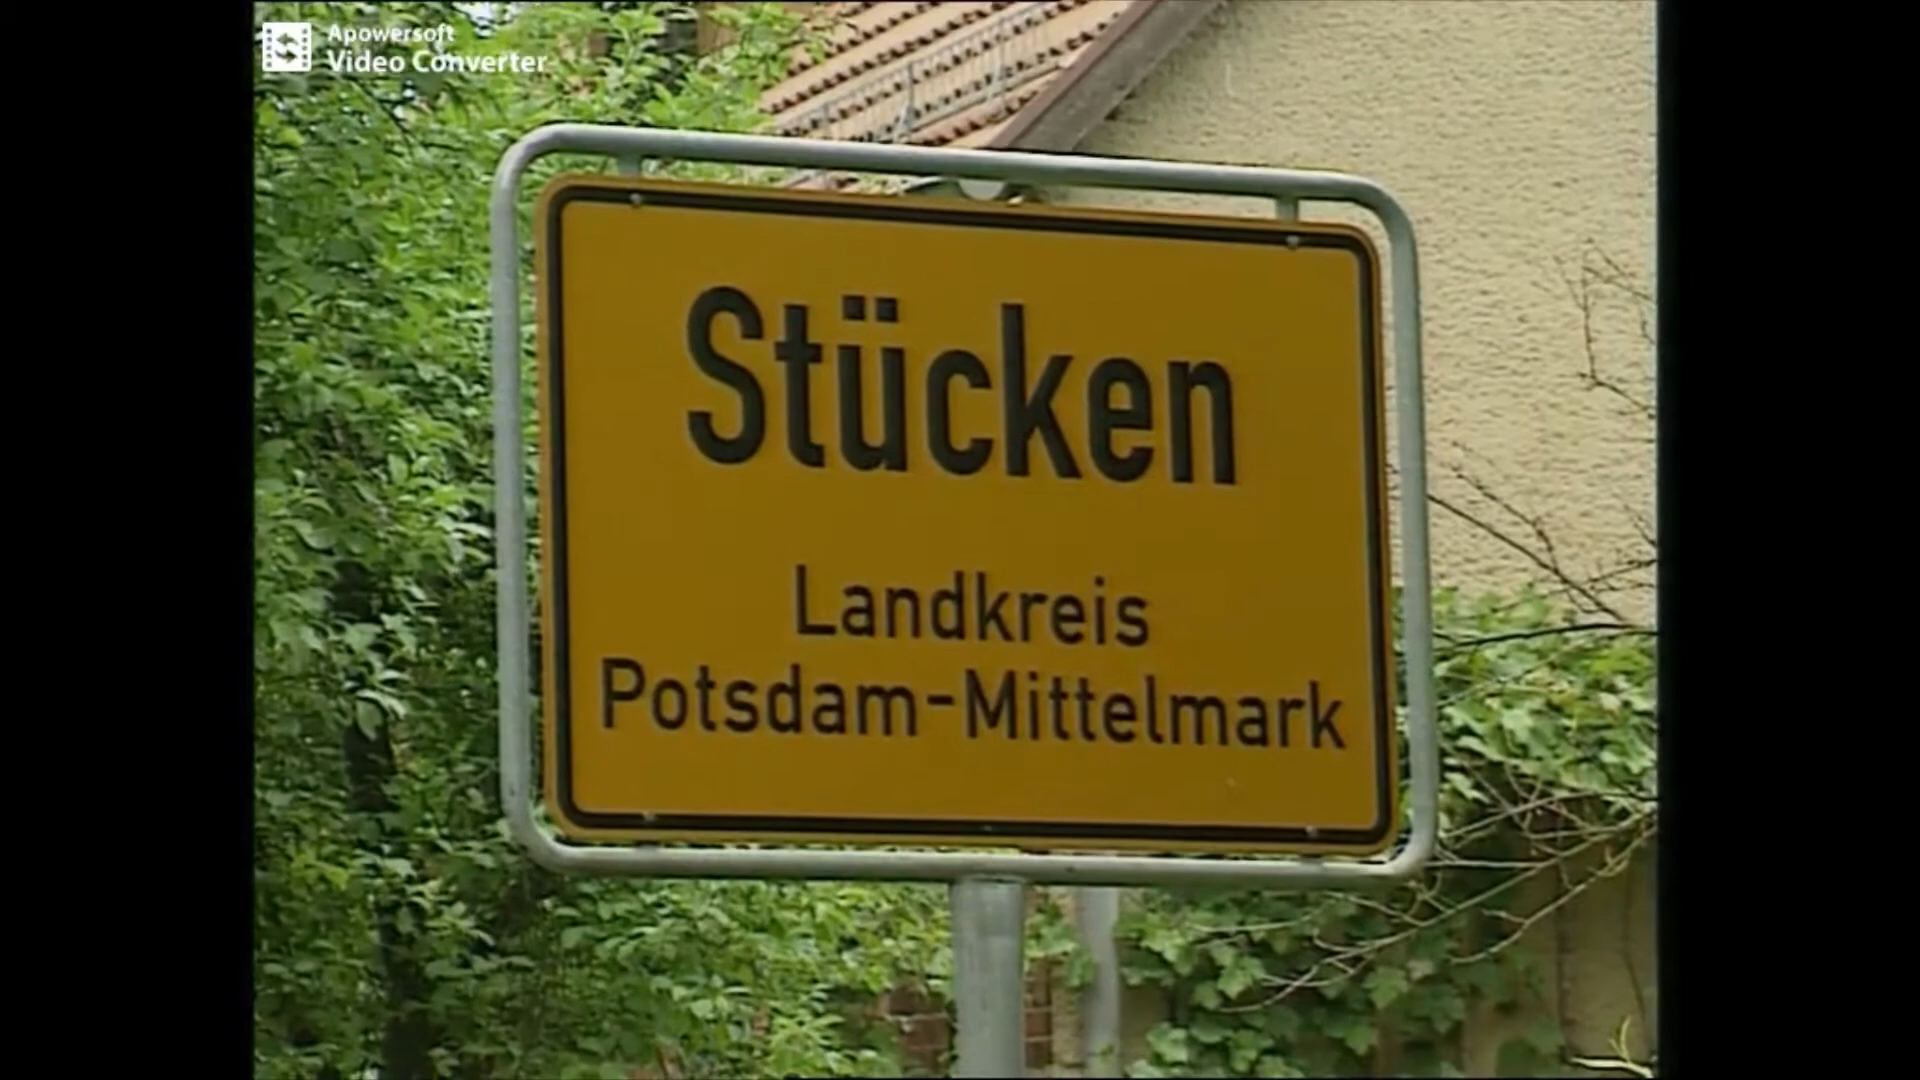 Apowersoft
Video Converter
Stücken
Landkreis
Potsdam-Mittelmark